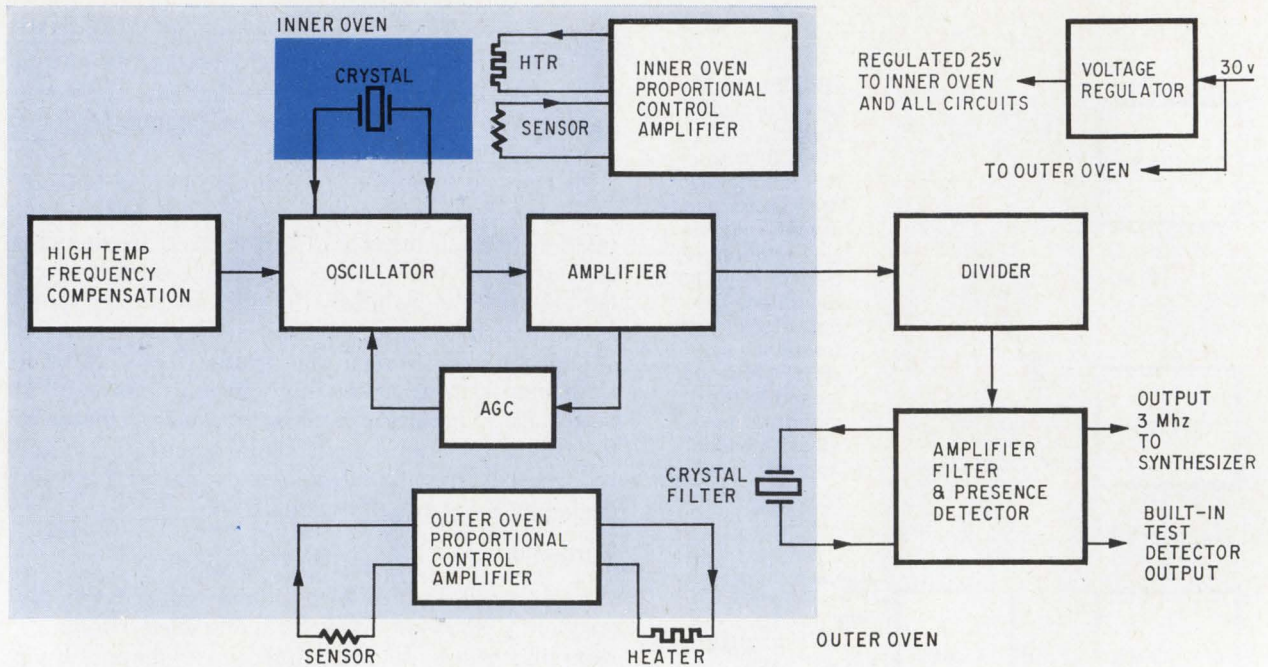 INNER OVEN
CRYSTAL
HTR
SENSOR
INNER OVEN
PROPORTIONAL
CONTROL
AMPLIFIER
REGULATED 25v
TO INNER OVEN
AND ALL CIRCUITS
VOLTAGE
REGULATOR
30v
TO OUTER OVEN
HIGH TEMP
FREQUENCY
COMPENSATION
OSCILLATOR
AMPLIFIER
DIVIDER
AGC
CRYSTAL
FILTER
AMPLIFIER
FILTER
& PRESENCE
DETECTOR
OUTPUT
3 Mhz
TO
SYNTHESIZER
BUILT-IN
TEST
DETECTOR
OUTPUT
OUTER OVEN
PROPORTIONAL
CONTROL
AMPLIFIER
SENSOR
HEATER
OUTER OVEN